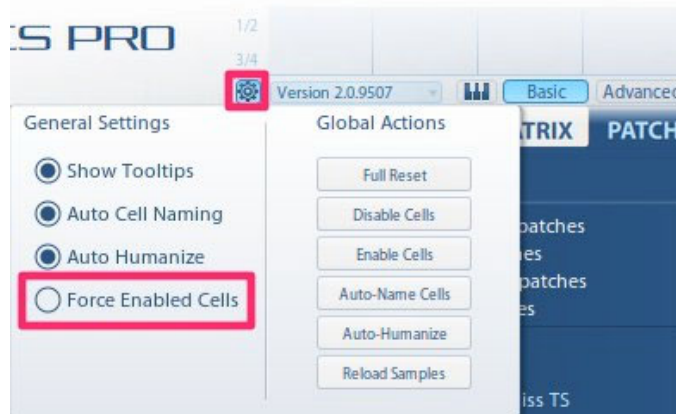 CS PRO
1/2
3/4
Version 2.0.9507
Basic
Advanced
General Settings
Global Actions
TRIX
PATCH
Show Tooltips
Full Reset
Auto Cell Naming
Disable Cells
patches
Auto Humanize
Enable Cells
es
patches
Force Enabled Cells
Auto-Name Cells
es
Auto-Humanize
Reload Samples
iss TS